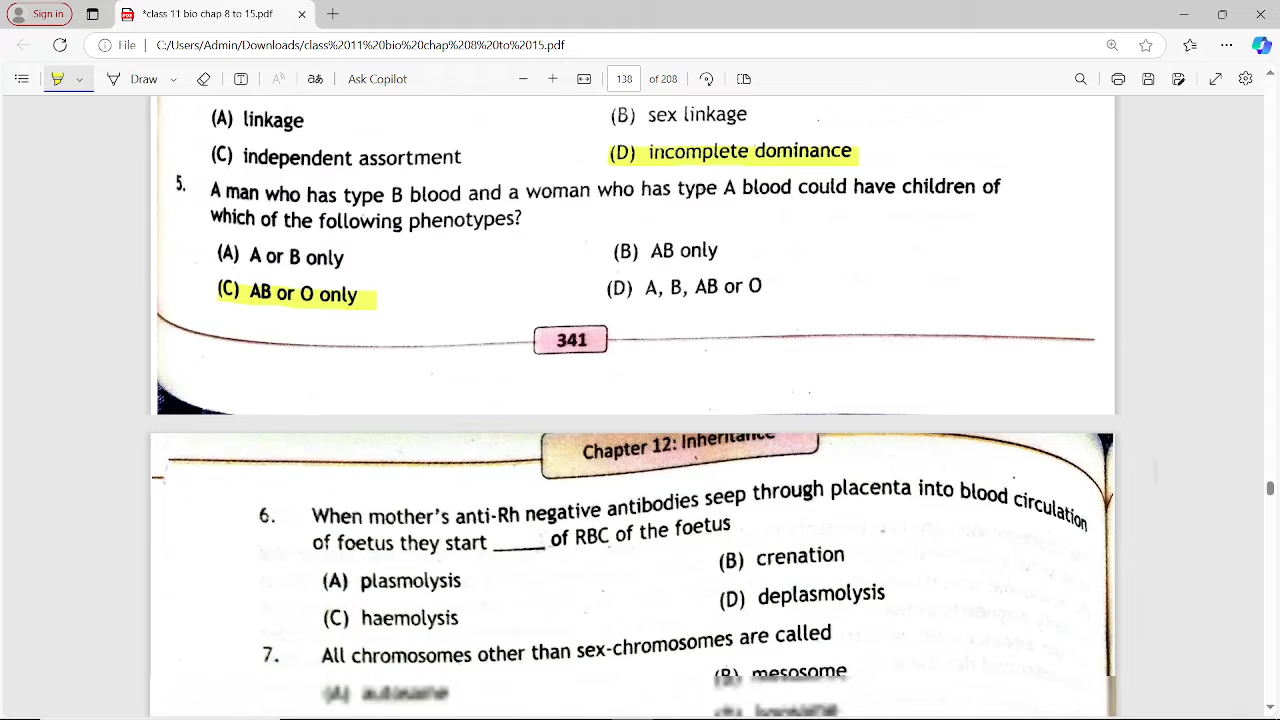 Sign in
*class 11 bio chap 8 to 15.pdf
File
C:/Users/Admin/Downloads/class%2011%20bio%20chap%208%20to%2015.pdf
Draw
Ask Copilot
138 of 208
(A) linkage
(B) sex linkage
(C) independent assortment
(D) incomplete dominance
5. A man who has type B blood and a woman who has type A blood could have children of
which of the following phenotypes?
(A) A or B only
(B) AB only
(C) AB or O only
(D) A, B, AB or O
341
Chapter 12: Inheritance
6. When mother's anti-Rh negative antibodies seep through placenta into blood circulation
of foetus they start _____ of RBC of the foetus
(A) plasmolysis
(B) crenation
(C) haemolysis
(D) deplasmolysis
7. All chromosomes other than sex-chromosomes are called
(A) autosome
(B) mesosome